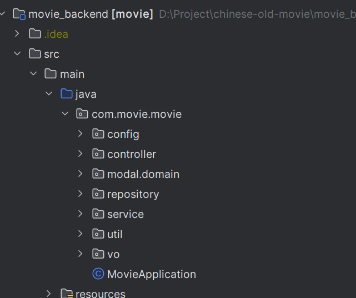 movie_backend [movie] D:\Project\chinese-old-movie\movie_b
.idea
src
main
java
com.movie.movie
config
controller
modal.domain
repository
service
util
vo
MovieApplication
resources